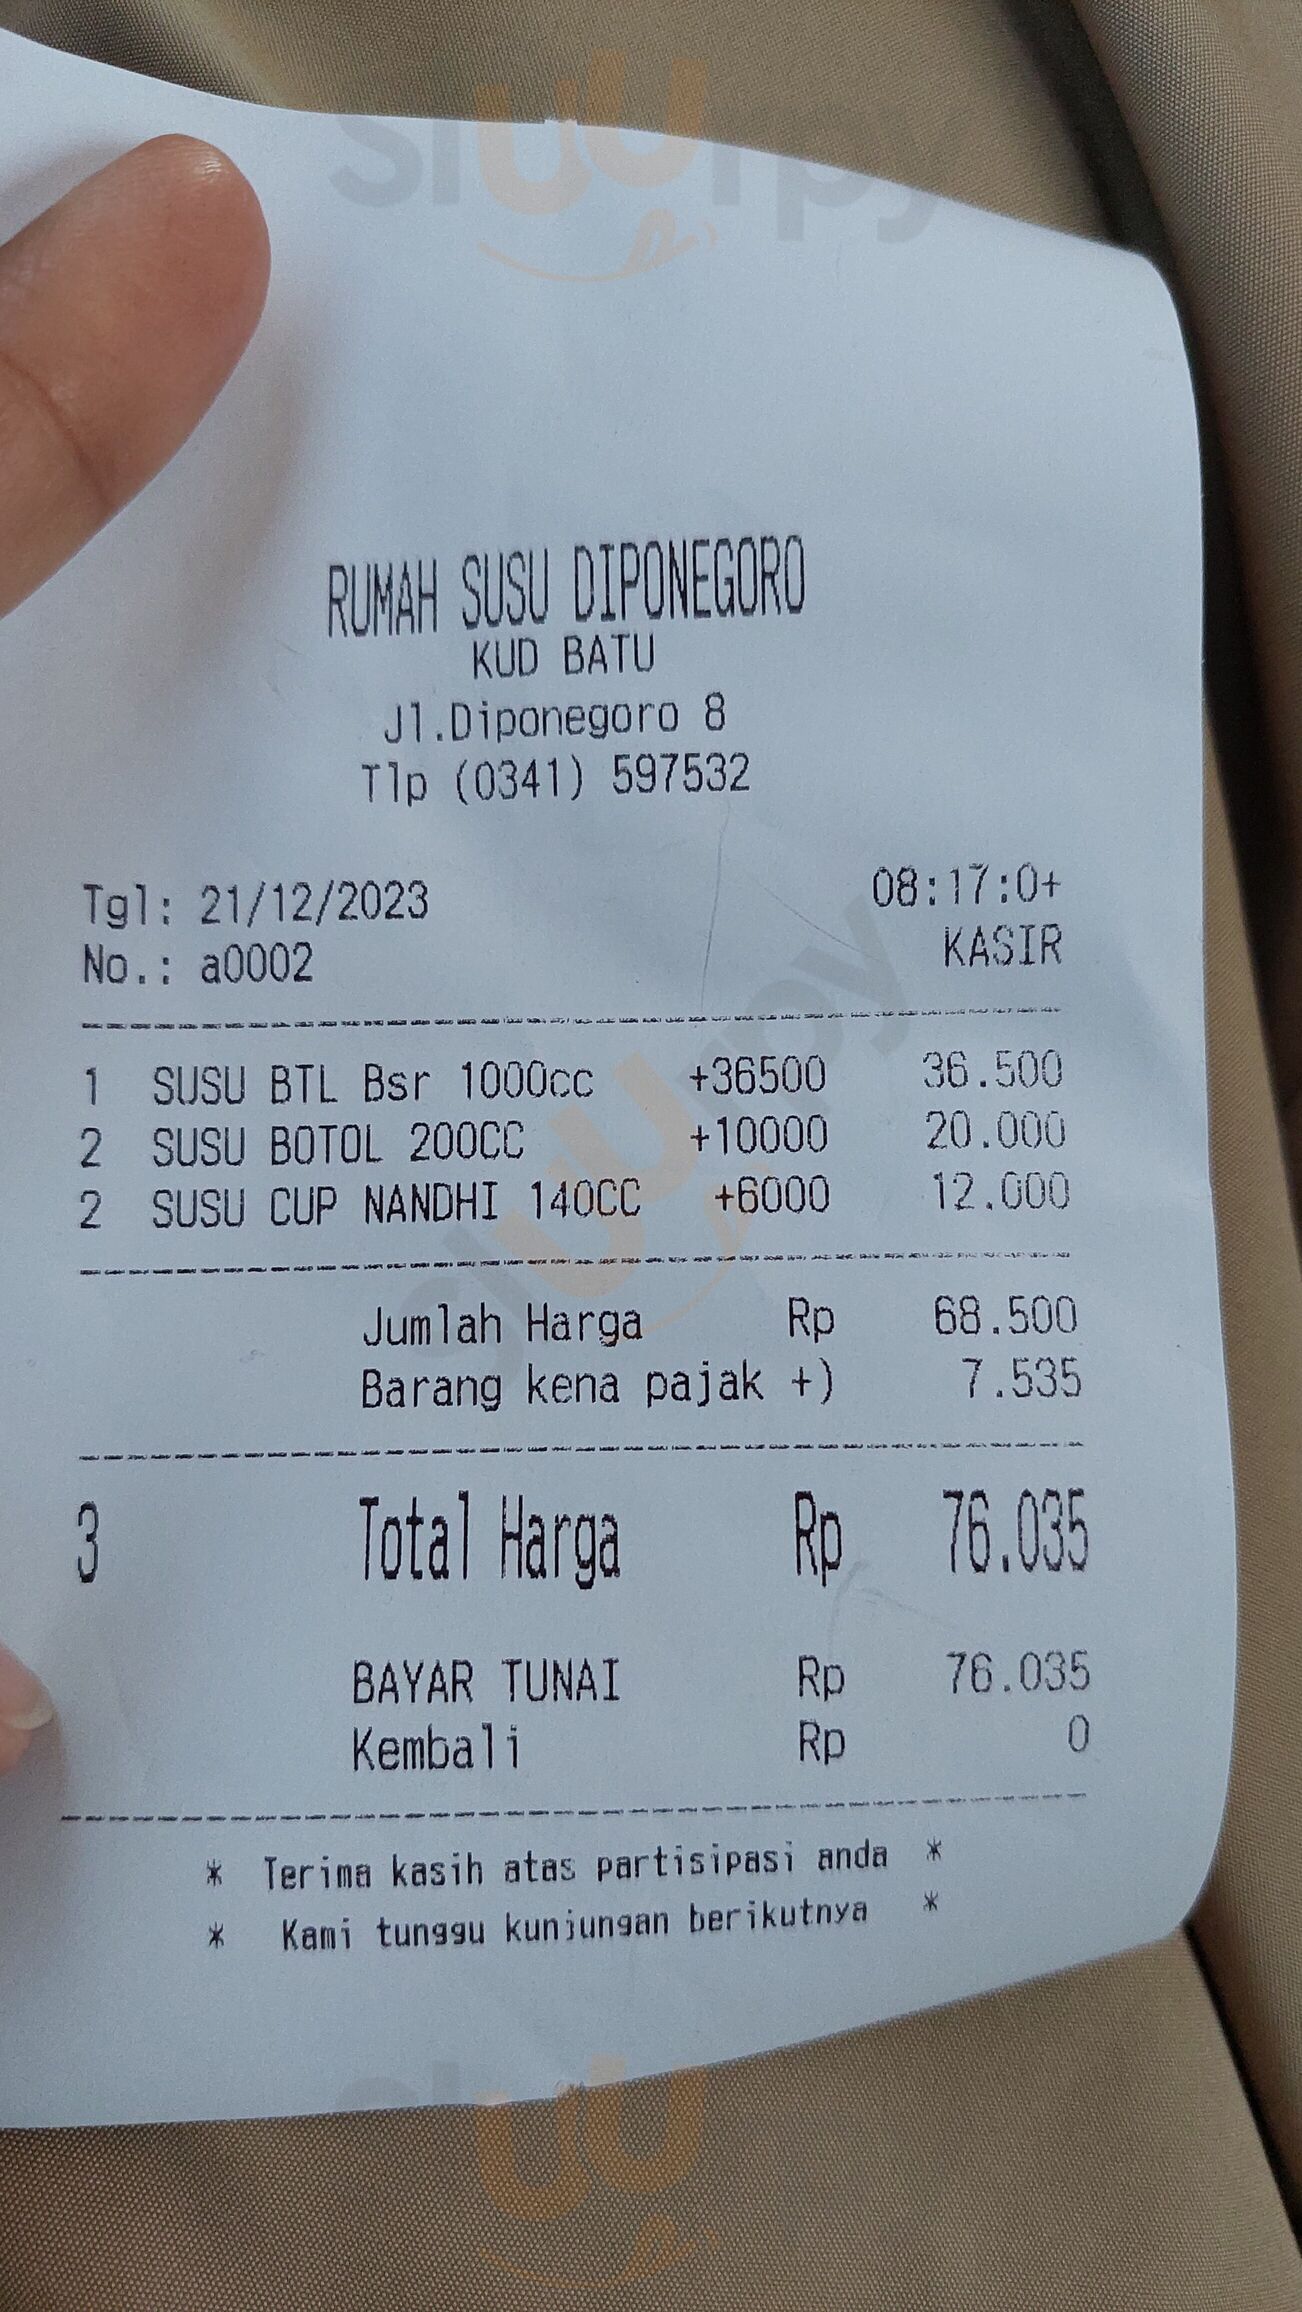 sluurpy
RUMAH SUSU DIPONEGORO
KUD BATU
Jl.Diponegoro 8
Tlp (0341) 597532
Tgl: 21/12/2023 08:17:0+
No.: a0002 KASIR
1 SUSU BTL Bsr 1000cc +36500 36.500
2 SUSU BOTOL 200CC +10000 20.000
2 SUSU CUP NANDHI 140CC +6000 12.000
sluurpy
Jumlah Harga Rp 68.500
Barang kena pajak +) 7.535
3 Total Harga Rp 76.035
BAYAR TUNAI Rp 76.035
Kembali Rp 0
* Terima kasih atas partisipasi anda *
* Kami tunggu kunjungan berikutnya *
sluurpy